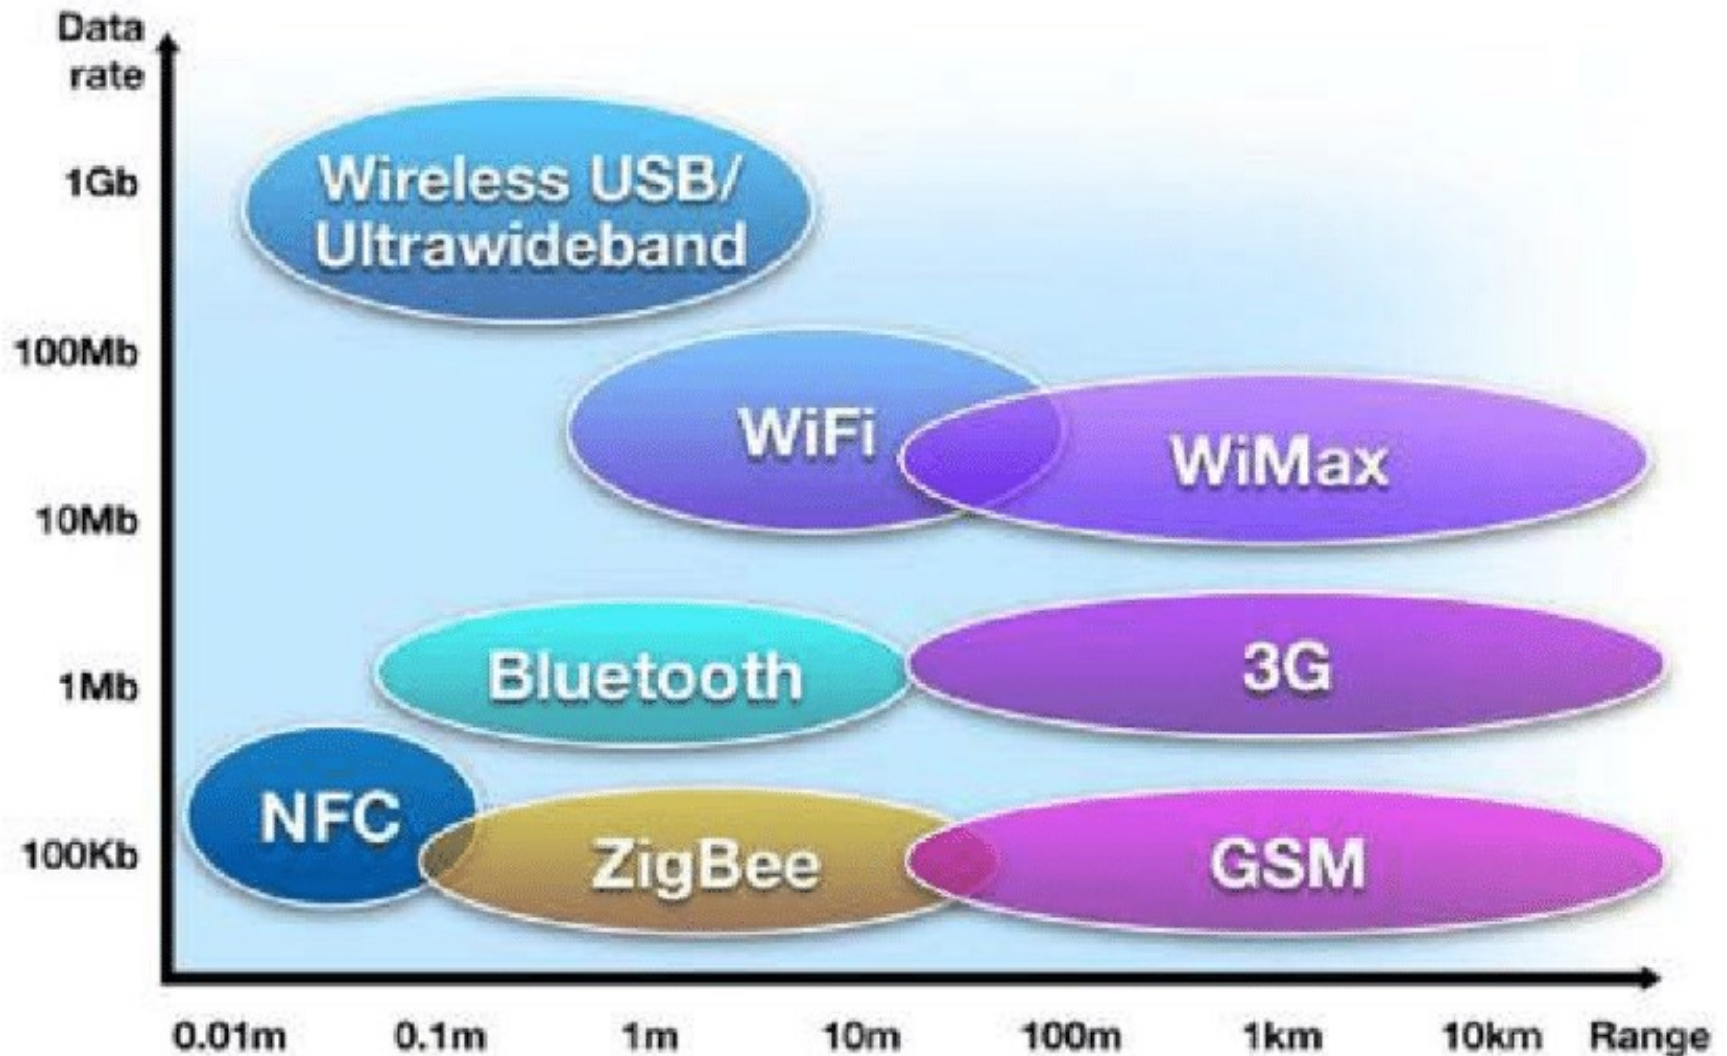 Data
rate
1Gb
100Mb
10Mb
1Mb
100Kb
Wireless USB/
Ultrawideband
WiFi
WiMax
Bluetooth
3G
NFC
ZigBee
GSM
0.01m 0.1m 1m 10m 100m 1km 10km Range